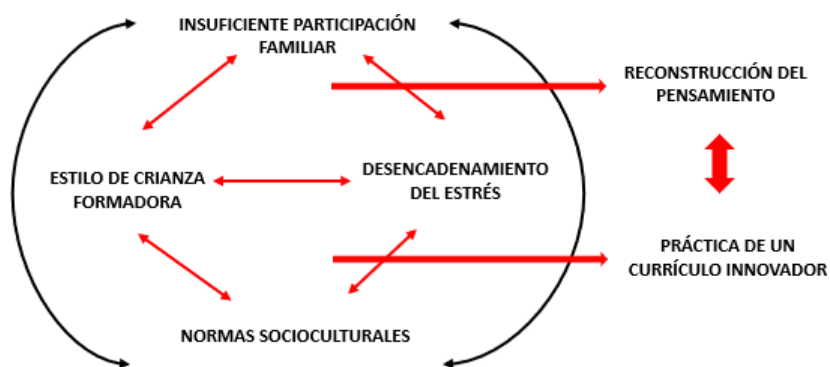 INSUFICIENTE PARTICIPACIÓN
FAMILIAR
RECONSTRUCCIÓN DEL
PENSAMIENTO
ESTILO DE CRIANZA
FORMADORA
DESENCADENAMIENTO
DEL ESTRÉS
PRÁCTICA DE UN
CURRÍCULO INNOVADOR
NORMAS SOCIOCULTURALES